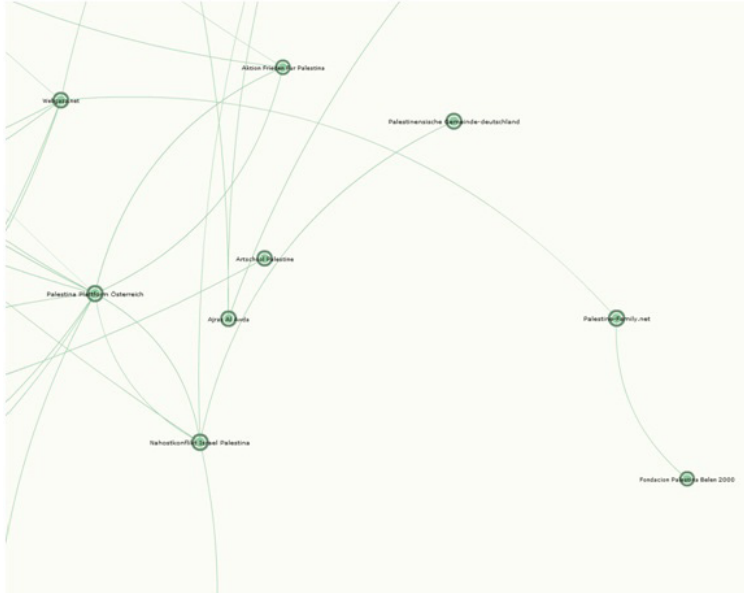 Aktion Frieden für Palestina
Palestinensische Gemeinde-deutschland
Artschool Palestine
Palestina Plattform Österreich
Palestine-Family.net
Nahostkonflikt Israel Palestina
Fondacion Palestina Belen 2000